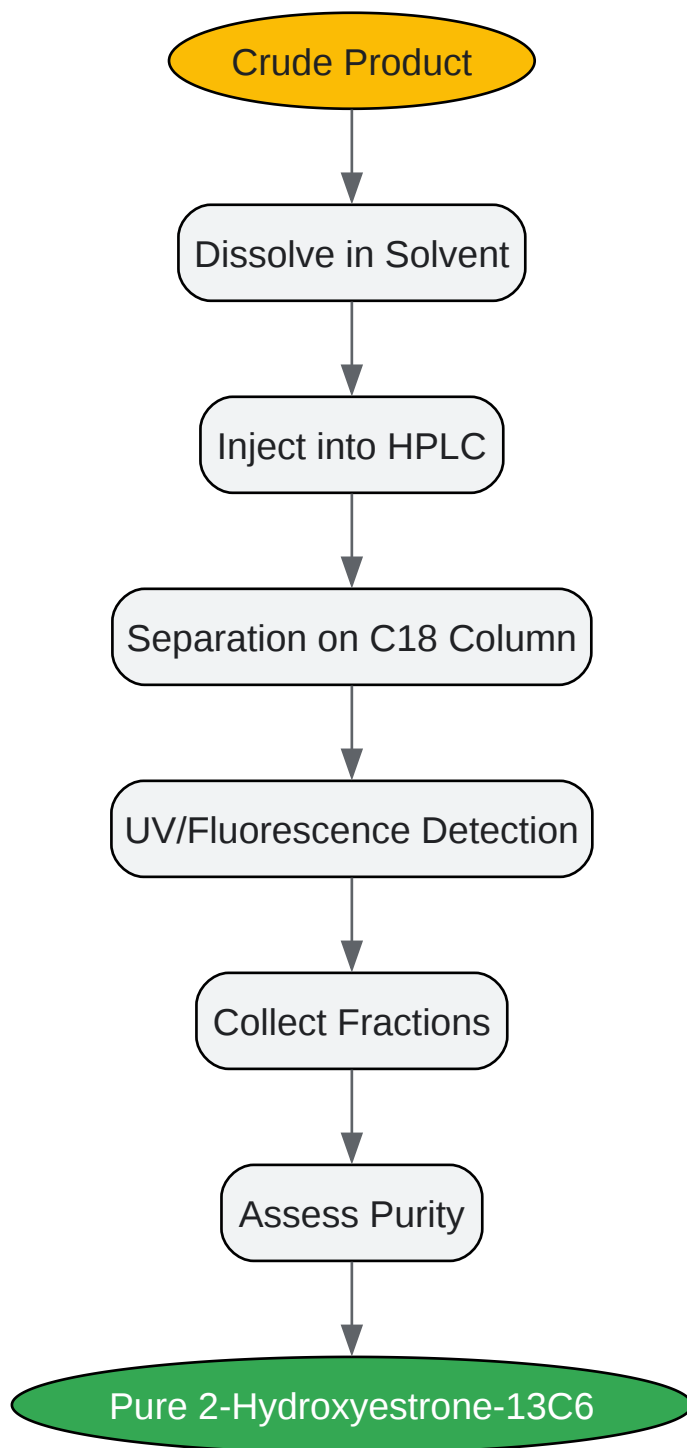 Crude Product
Dissolve in Solvent
Inject into HPLC
Separation on C18 Column
UV/Fluorescence Detection
Collect Fractions
Assess Purity
Pure 2-Hydroxyestrone-13C6